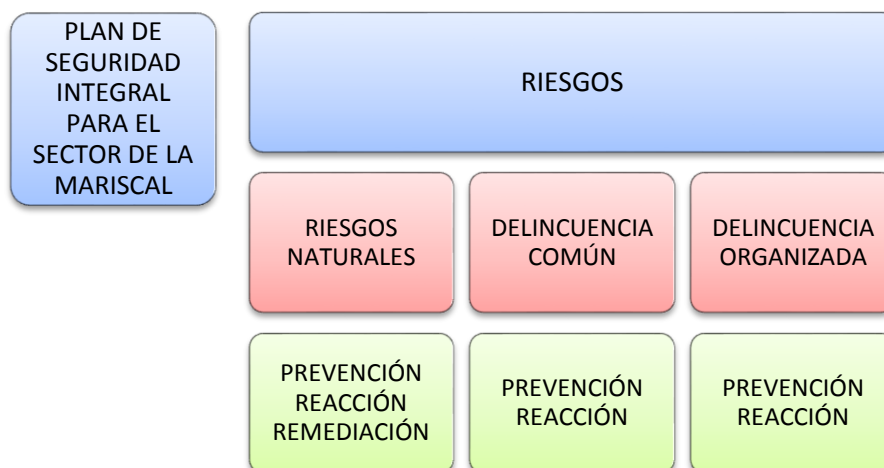 PLAN DE
SEGURIDAD
INTEGRAL
PARA EL
SECTOR DE LA
MARISCAL
RIESGOS
RIESGOS
NATURALES
DELINCUENCIA
COMÚN
DELINCUENCIA
ORGANIZADA
PREVENCIÓN
REACCIÓN
REMEDIACIÓN
PREVENCIÓN
REACCIÓN
PREVENCIÓN
REACCIÓN